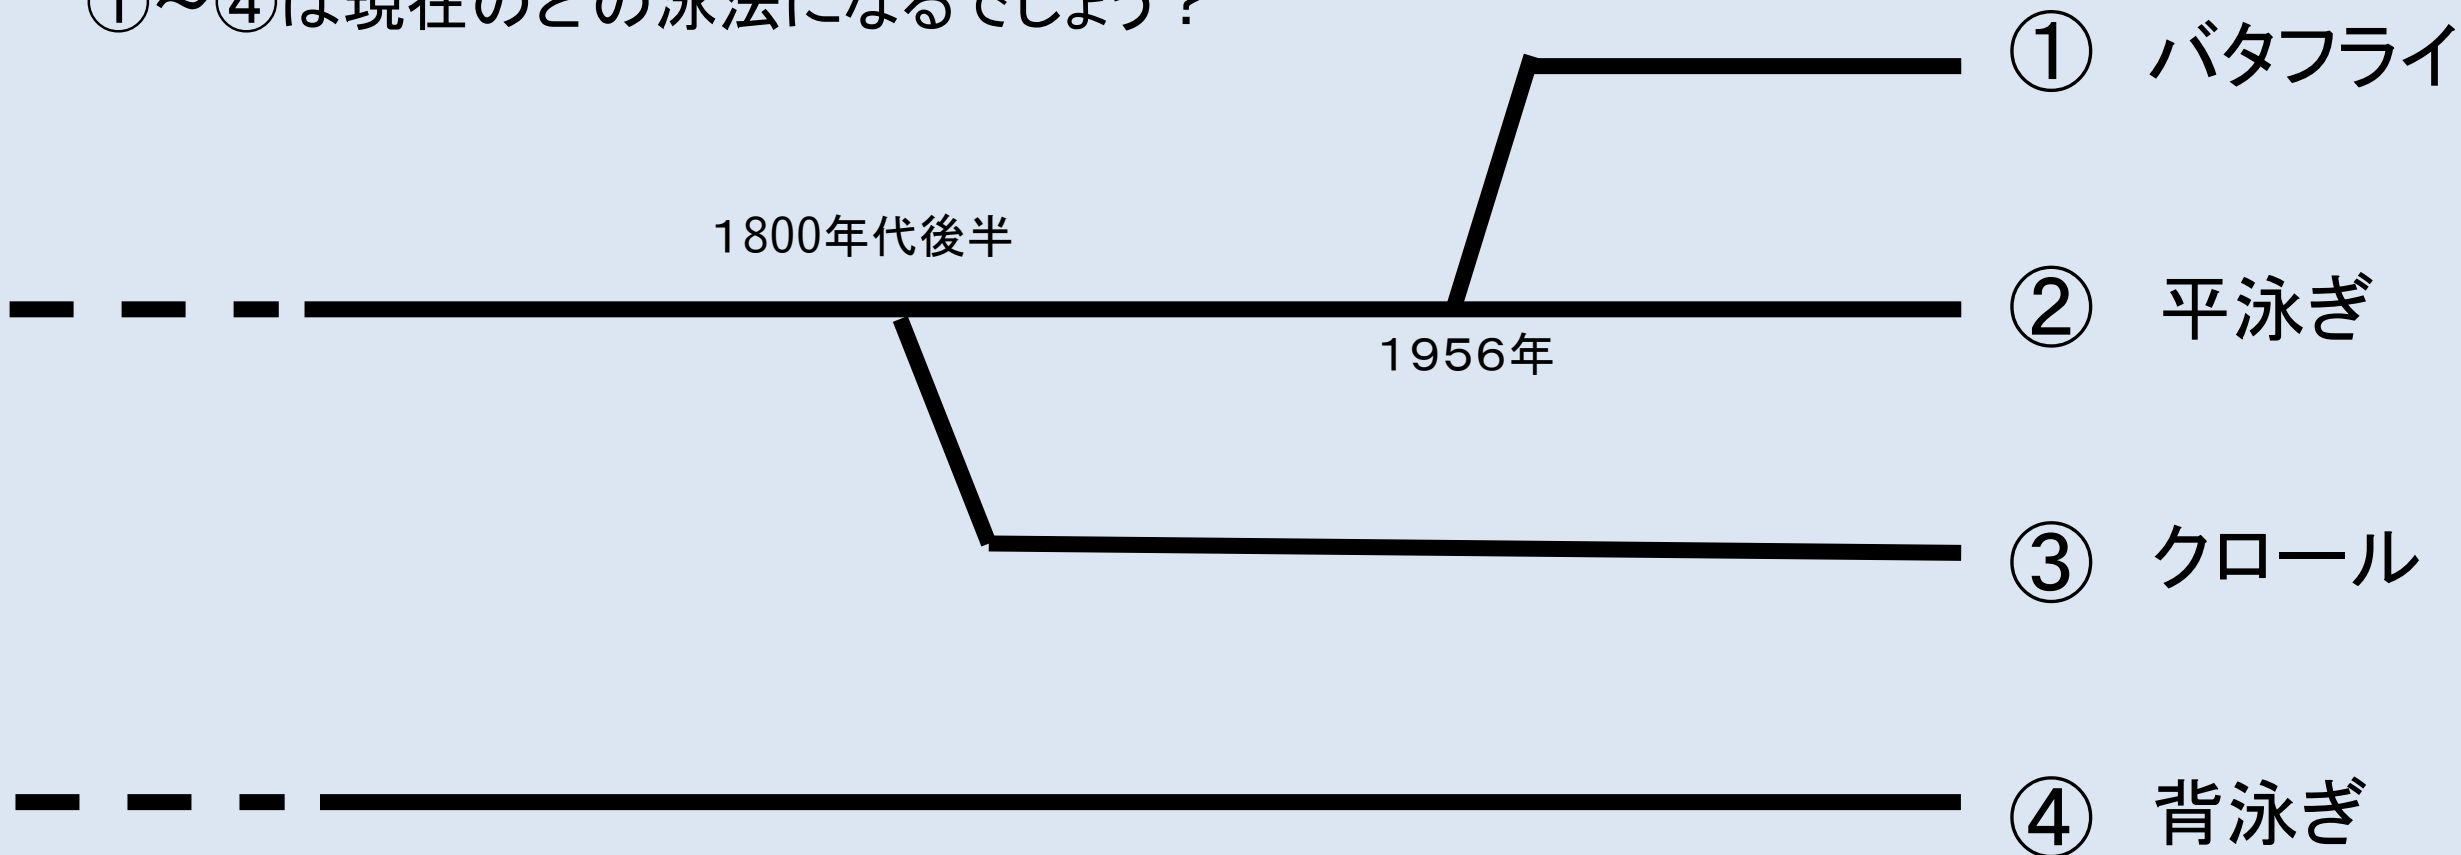 ①～④は現在のどの泳法になるでしょう？
① バタフライ
1800年代後半
② 平泳ぎ
1956年
③ クロール
④ 背泳ぎ